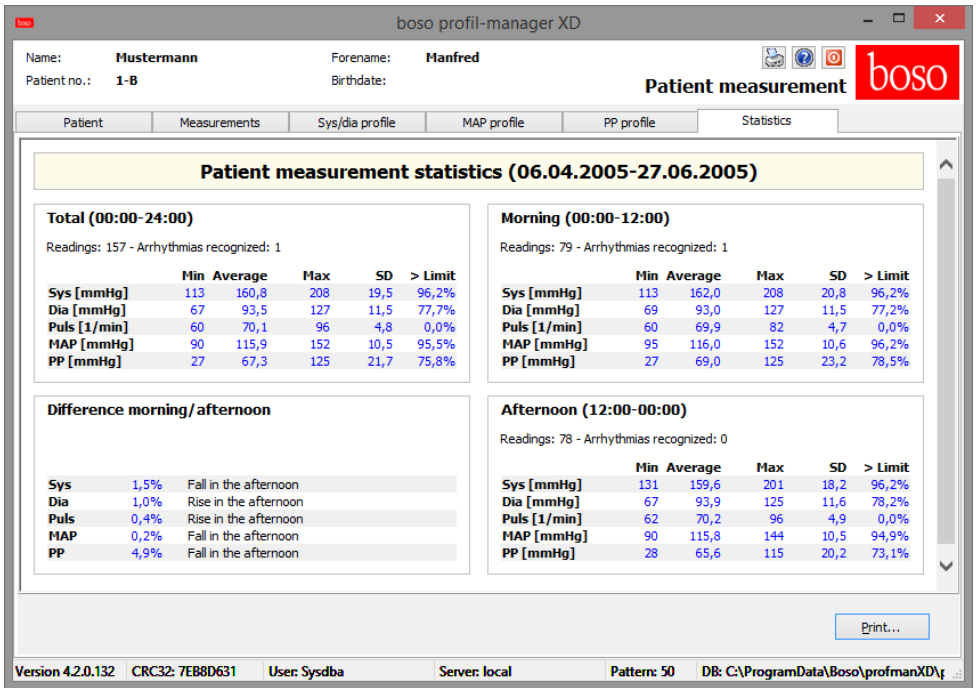 boso boso profil-manager XD
Name: Mustermann Forename: Manfred
Patient no.: 1-B Birthdate:
Patient measurement boso
Patient Measurements Sys/dia profile MAP profile PP profile Statistics
Patient measurement statistics (06.04.2005-27.06.2005)
Total (00:00-24:00)
Readings: 157 - Arrhythmias recognized: 1
Min Average Max SD > Limit
Sys [mmHg] 113 160,8 208 19,5 96,2%
Dia [mmHg] 67 93,5 127 11,5 77,7%
Puls [1/min] 60 70,1 96 4,8 0,0%
MAP [mmHg] 90 115,9 152 10,5 95,5%
PP [mmHg] 27 67,3 125 21,7 75,8%
Morning (00:00-12:00)
Readings: 79 - Arrhythmias recognized: 1
Min Average Max SD > Limit
Sys [mmHg] 113 162,0 208 20,8 96,2%
Dia [mmHg] 69 93,0 127 11,5 77,2%
Puls [1/min] 60 69,9 82 4,7 0,0%
MAP [mmHg] 95 116,0 152 10,6 96,2%
PP [mmHg] 27 69,0 125 23,2 78,5%
Difference morning/afternoon
Sys 1,5% Fall in the afternoon
Dia 1,0% Rise in the afternoon
Puls 0,4% Rise in the afternoon
MAP 0,2% Fall in the afternoon
PP 4,9% Fall in the afternoon
Afternoon (12:00-00:00)
Readings: 78 - Arrhythmias recognized: 0
Min Average Max SD > Limit
Sys [mmHg] 131 159,6 201 18,2 96,2%
Dia [mmHg] 67 93,9 125 11,6 78,2%
Puls [1/min] 62 70,2 96 4,9 0,0%
MAP [mmHg] 90 115,8 144 10,5 94,9%
PP [mmHg] 28 65,6 115 20,2 73,1%
Print...
Version 4.2.0.132 CRC32: 7EB8D631 User: Sysdba Server: local Pattern: 50 DB: C:\ProgramData\Boso\profmanXD\